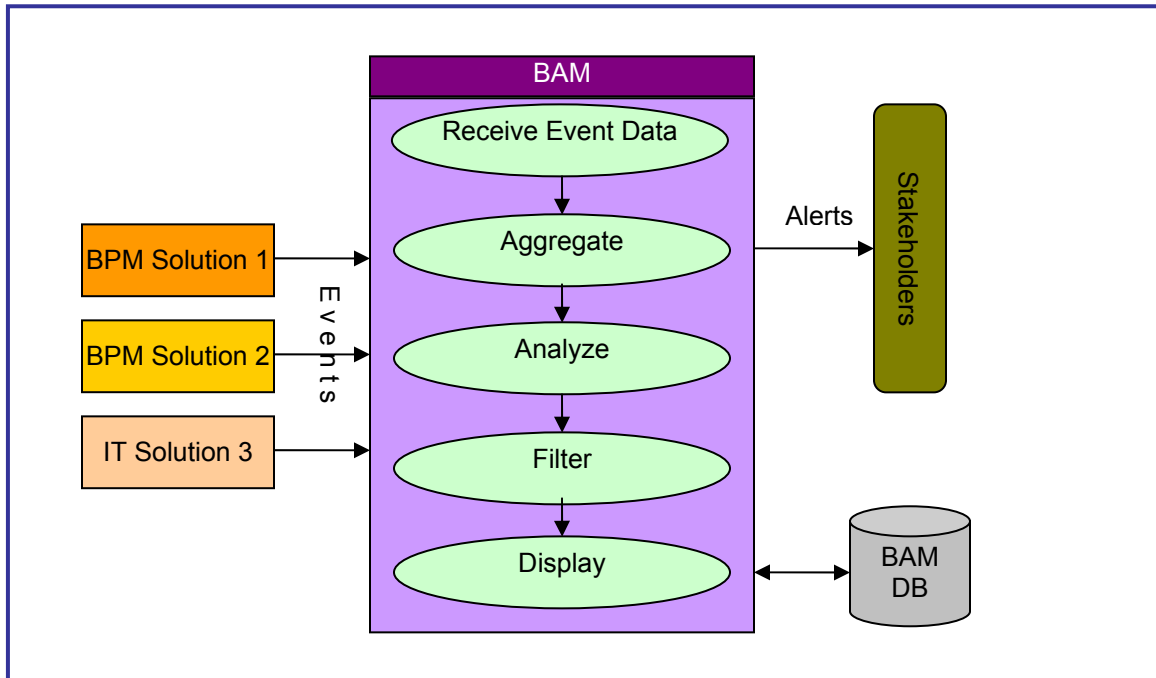 BAM
Receive Event Data
Aggregate
Analyze
Filter
Display
BPM Solution 1
BPM Solution 2
IT Solution 3
Events
Alerts
Stakeholders
BAM
DB